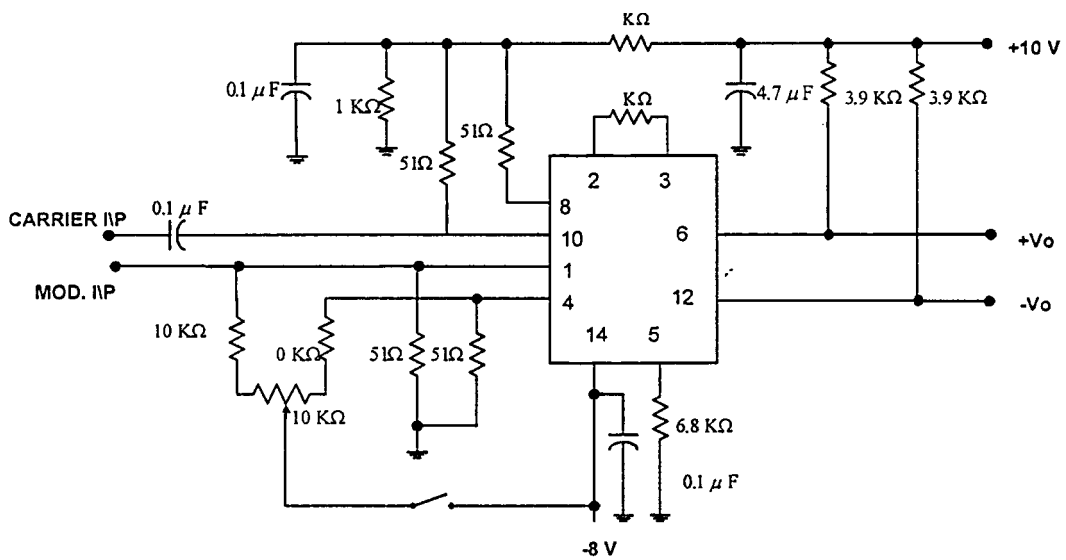 KΩ
+10 V
0.1 μF
1 KΩ
51Ω
51Ω
KΩ
4.7 μF
3.9 KΩ
3.9 KΩ
2
3
8
CARRIER I\P
0.1 μF
10
6
+Vo
MOD. I\P
1
4
12
-Vo
10 KΩ
0 KΩ
51Ω
51Ω
14
5
10 KΩ
6.8 KΩ
0.1 μF
-8 V